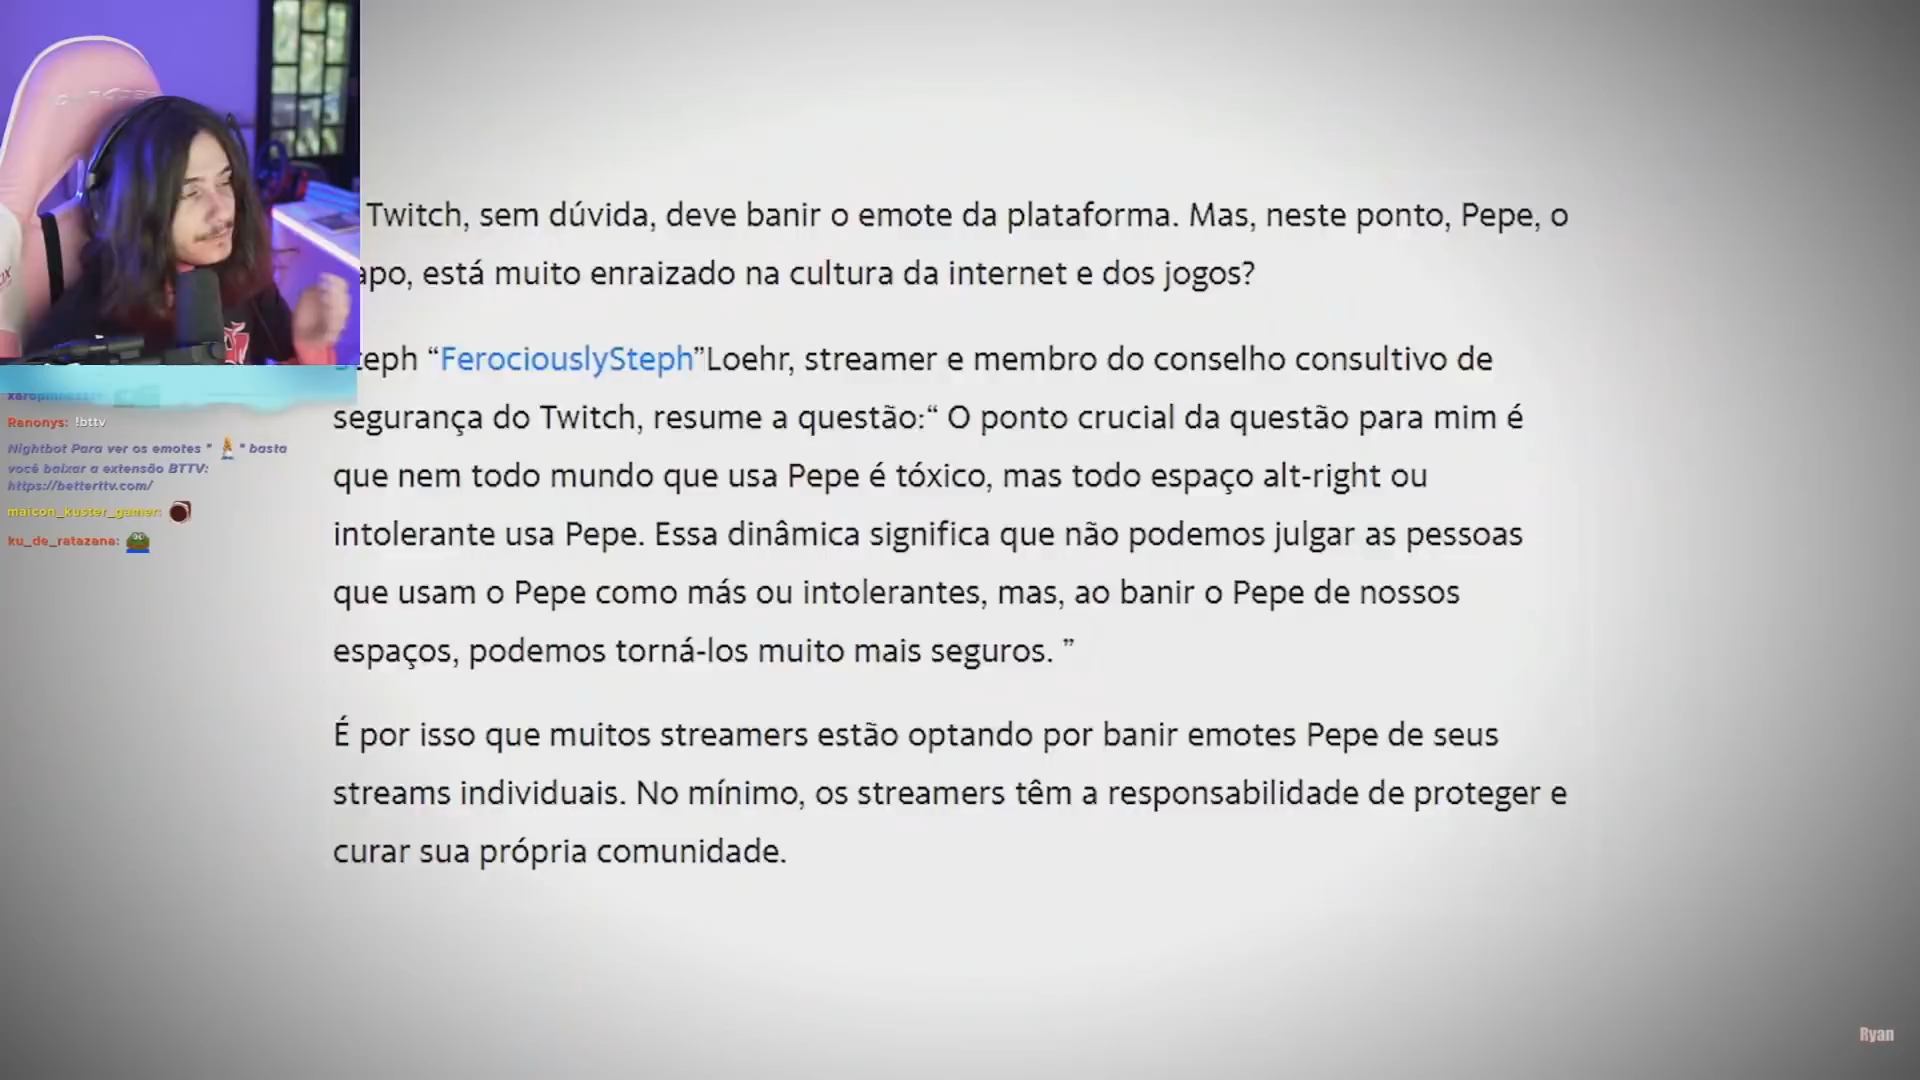 Twitch, sem dúvida, deve banir o emote da plataforma. Mas, neste ponto, Pepe, o
apo, está muito enraizado na cultura da internet e dos jogos?
teph “FerociouslySteph”Loehr, streamer e membro do conselho consultivo de
segurança do Twitch, resume a questão:“ O ponto crucial da questão para mim é
que nem todo mundo que usa Pepe é tóxico, mas todo espaço alt-right ou
intolerante usa Pepe. Essa dinâmica significa que não podemos julgar as pessoas
que usam o Pepe como más ou intolerantes, mas, ao banir o Pepe de nossos
espaços, podemos torná-los muito mais seguros. ”
É por isso que muitos streamers estão optando por banir emotes Pepe de seus
streams individuais. No mínimo, os streamers têm a responsabilidade de proteger e
curar sua própria comunidade.
Ranonys: !bttv
Nightbot Para ver os emotes " " basta
você baixar a extensão BTTV:
https://betterttv.com/
maicon_kuster_gamer:
ku_de_ratazana:
Ryan